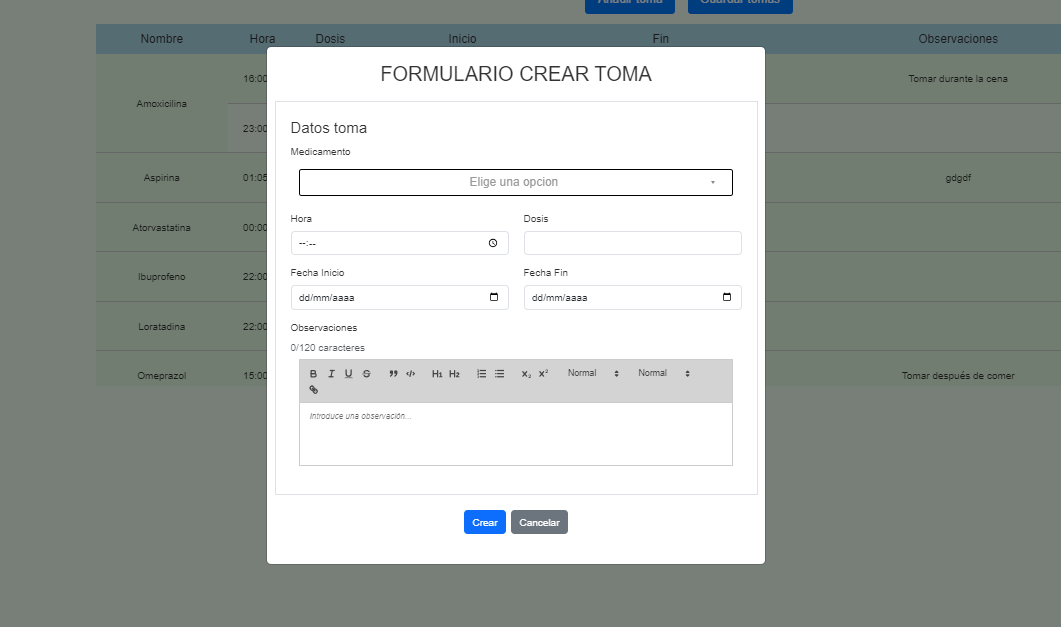 Añadir toma Guardar tomas
Nombre Hora Dosis Inicio Fin Observaciones
FORMULARIO CREAR TOMA
16:00 Tomar durante la cena
Amoxicilina
23:00
Datos toma
Medicamento
Aspirina 01:05 gdgdf
Elige una opcion
Hora Dosis
Atorvastatina 00:00
--:--
Fecha Inicio Fecha Fin
Ibuprofeno 22:00
dd/mm/aaaa dd/mm/aaaa
Loratadina 22:00
Observaciones
0/120 caracteres
Omeprazol 15:00 Tomar después de comer
B I U S ❞ </> H1 H2 X₂ X² Normal Normal
Introduce una observación...
Crear Cancelar